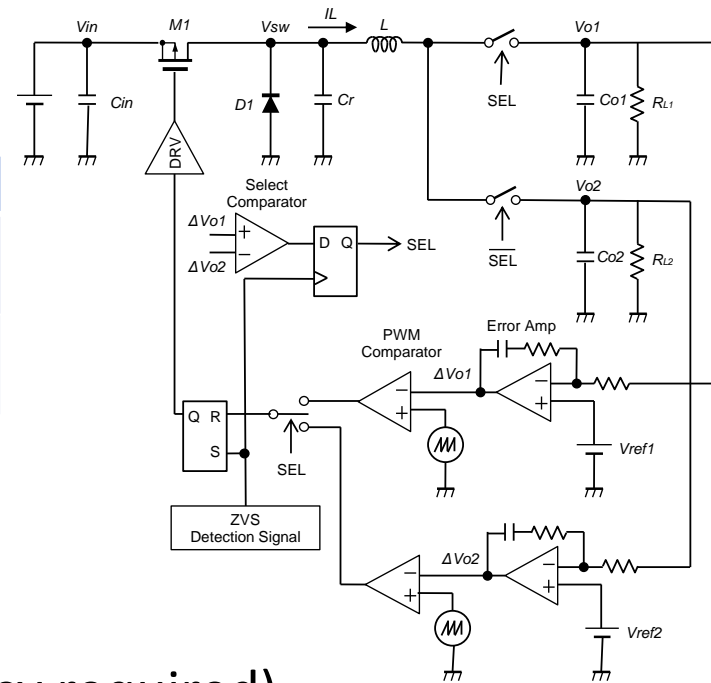 Vin
M1
Vsw
IL
L
Vo1
Cin
D1
Cr
SEL
Co1
RL1
DRV
Select
Comparator
ΔVo1
+
ΔVo2
−
D Q
SEL
Vo2
SEL
Co2
RL2
PWM
Comparator
Error Amp
ΔVo1
−
+
−
+
Q R
S
SEL
Vref1
ZVS
Detection Signal
ΔVo2
−
+
−
+
Vref2